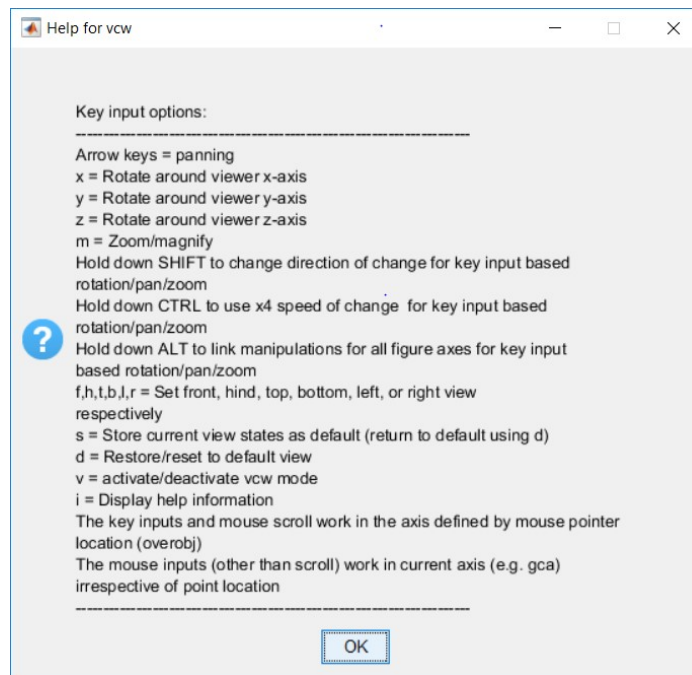 Help for vcw
Key input options:
------------------------------------------------------------------------
Arrow keys = panning
x = Rotate around viewer x-axis
y = Rotate around viewer y-axis
z = Rotate around viewer z-axis
m = Zoom/magnify
Hold down SHIFT to change direction of change for key input based
rotation/pan/zoom
Hold down CTRL to use x4 speed of change  for key input based
rotation/pan/zoom
Hold down ALT to link manipulations for all figure axes for key input
based rotation/pan/zoom
f,h,t,b,l,r = Set front, hind, top, bottom, left, or right view
respectively
s = Store current view states as default (return to default using d)
d = Restore/reset to default view
v = activate/deactivate vcw mode
i = Display help information
The key inputs and mouse scroll work in the axis defined by mouse pointer
location (overobj)
The mouse inputs (other than scroll) work in current axis (e.g. gca)
irrespective of point location
------------------------------------------------------------------------
OK